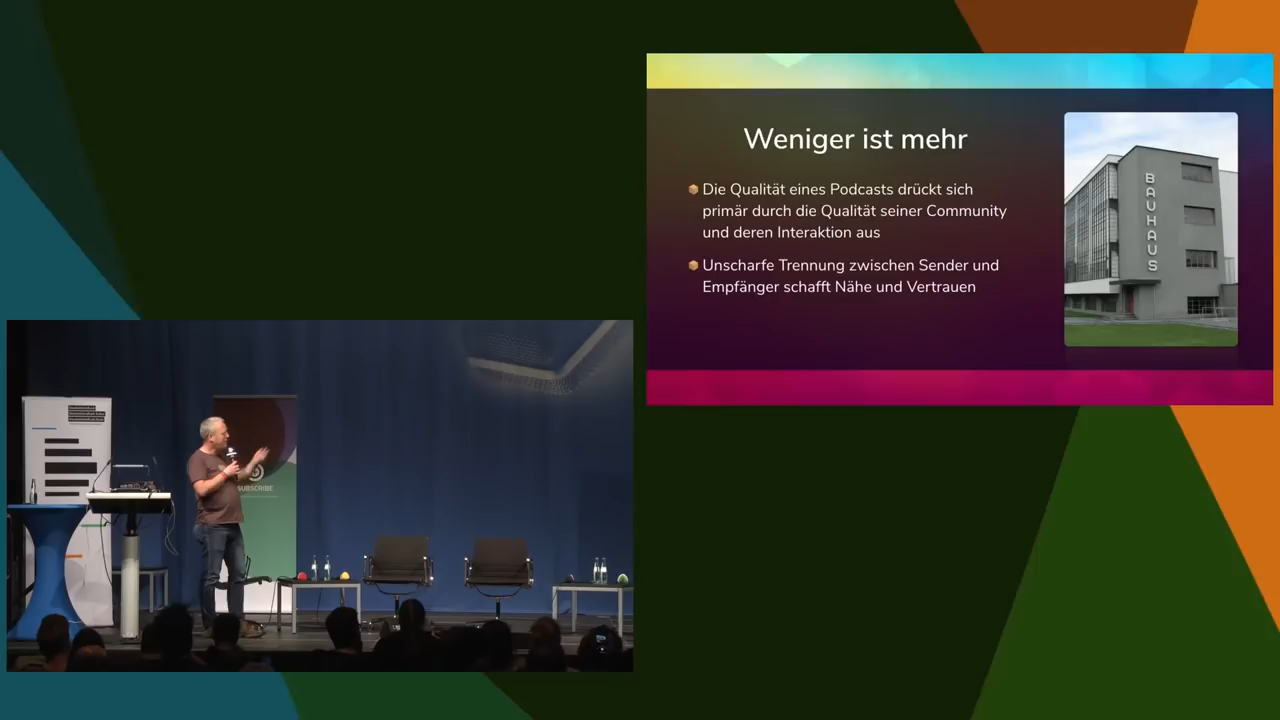 Weniger ist mehr
Die Qualität eines Podcasts drückt sich
primär durch die Qualität seiner Community
und deren Interaktion aus
Unscharfe Trennung zwischen Sender und
Empfänger schafft Nähe und Vertrauen
BAUHAUS
SUBSCRIBE